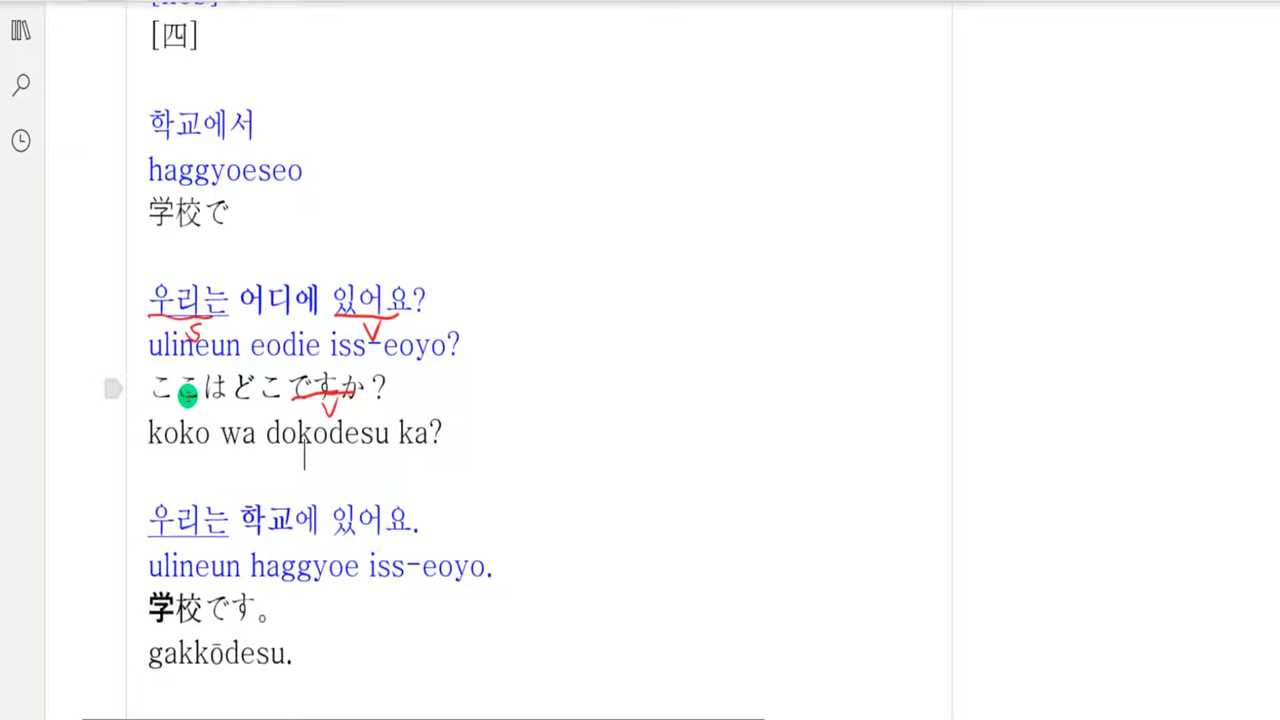 [四]
학교에서
haggyoeseo
学校で
우리는 어디에 있어요?
s
V
ulineun eodie iss-eoyo?
ここはどこですか？
V
koko wa dokodesu ka?
우리는 학교에 있어요.
ulineun haggyoe iss-eoyo.
学校です。
gakkōdesu.